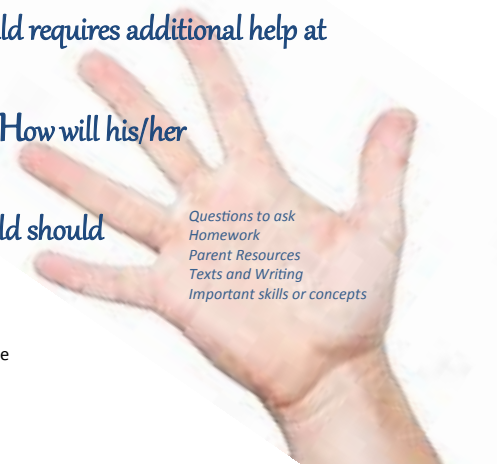 ld requires additional help at
How will his/her
ld should
Questions to ask
Homework
Parent Resources
Texts and Writing
Important skills or concepts
e